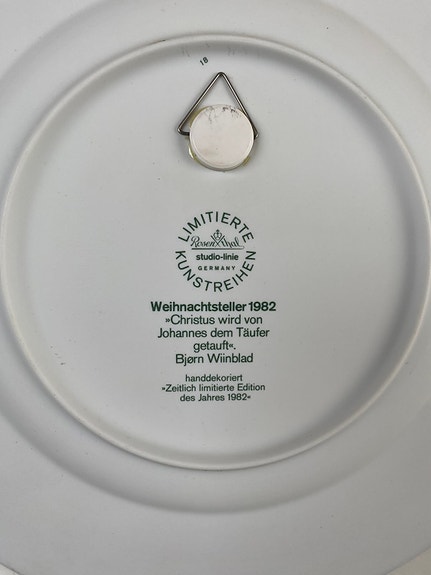 18
LIMITIERTE
Rosenthal
studio-linie
GERMANY
KUNSTREIHEN
Weihnachtsteller 1982
»Christus wird von
Johannes dem Täufer
getauft«.
Bjørn Wiinblad
handdekoriert
»Zeitlich limitierte Edition
des Jahres 1982«